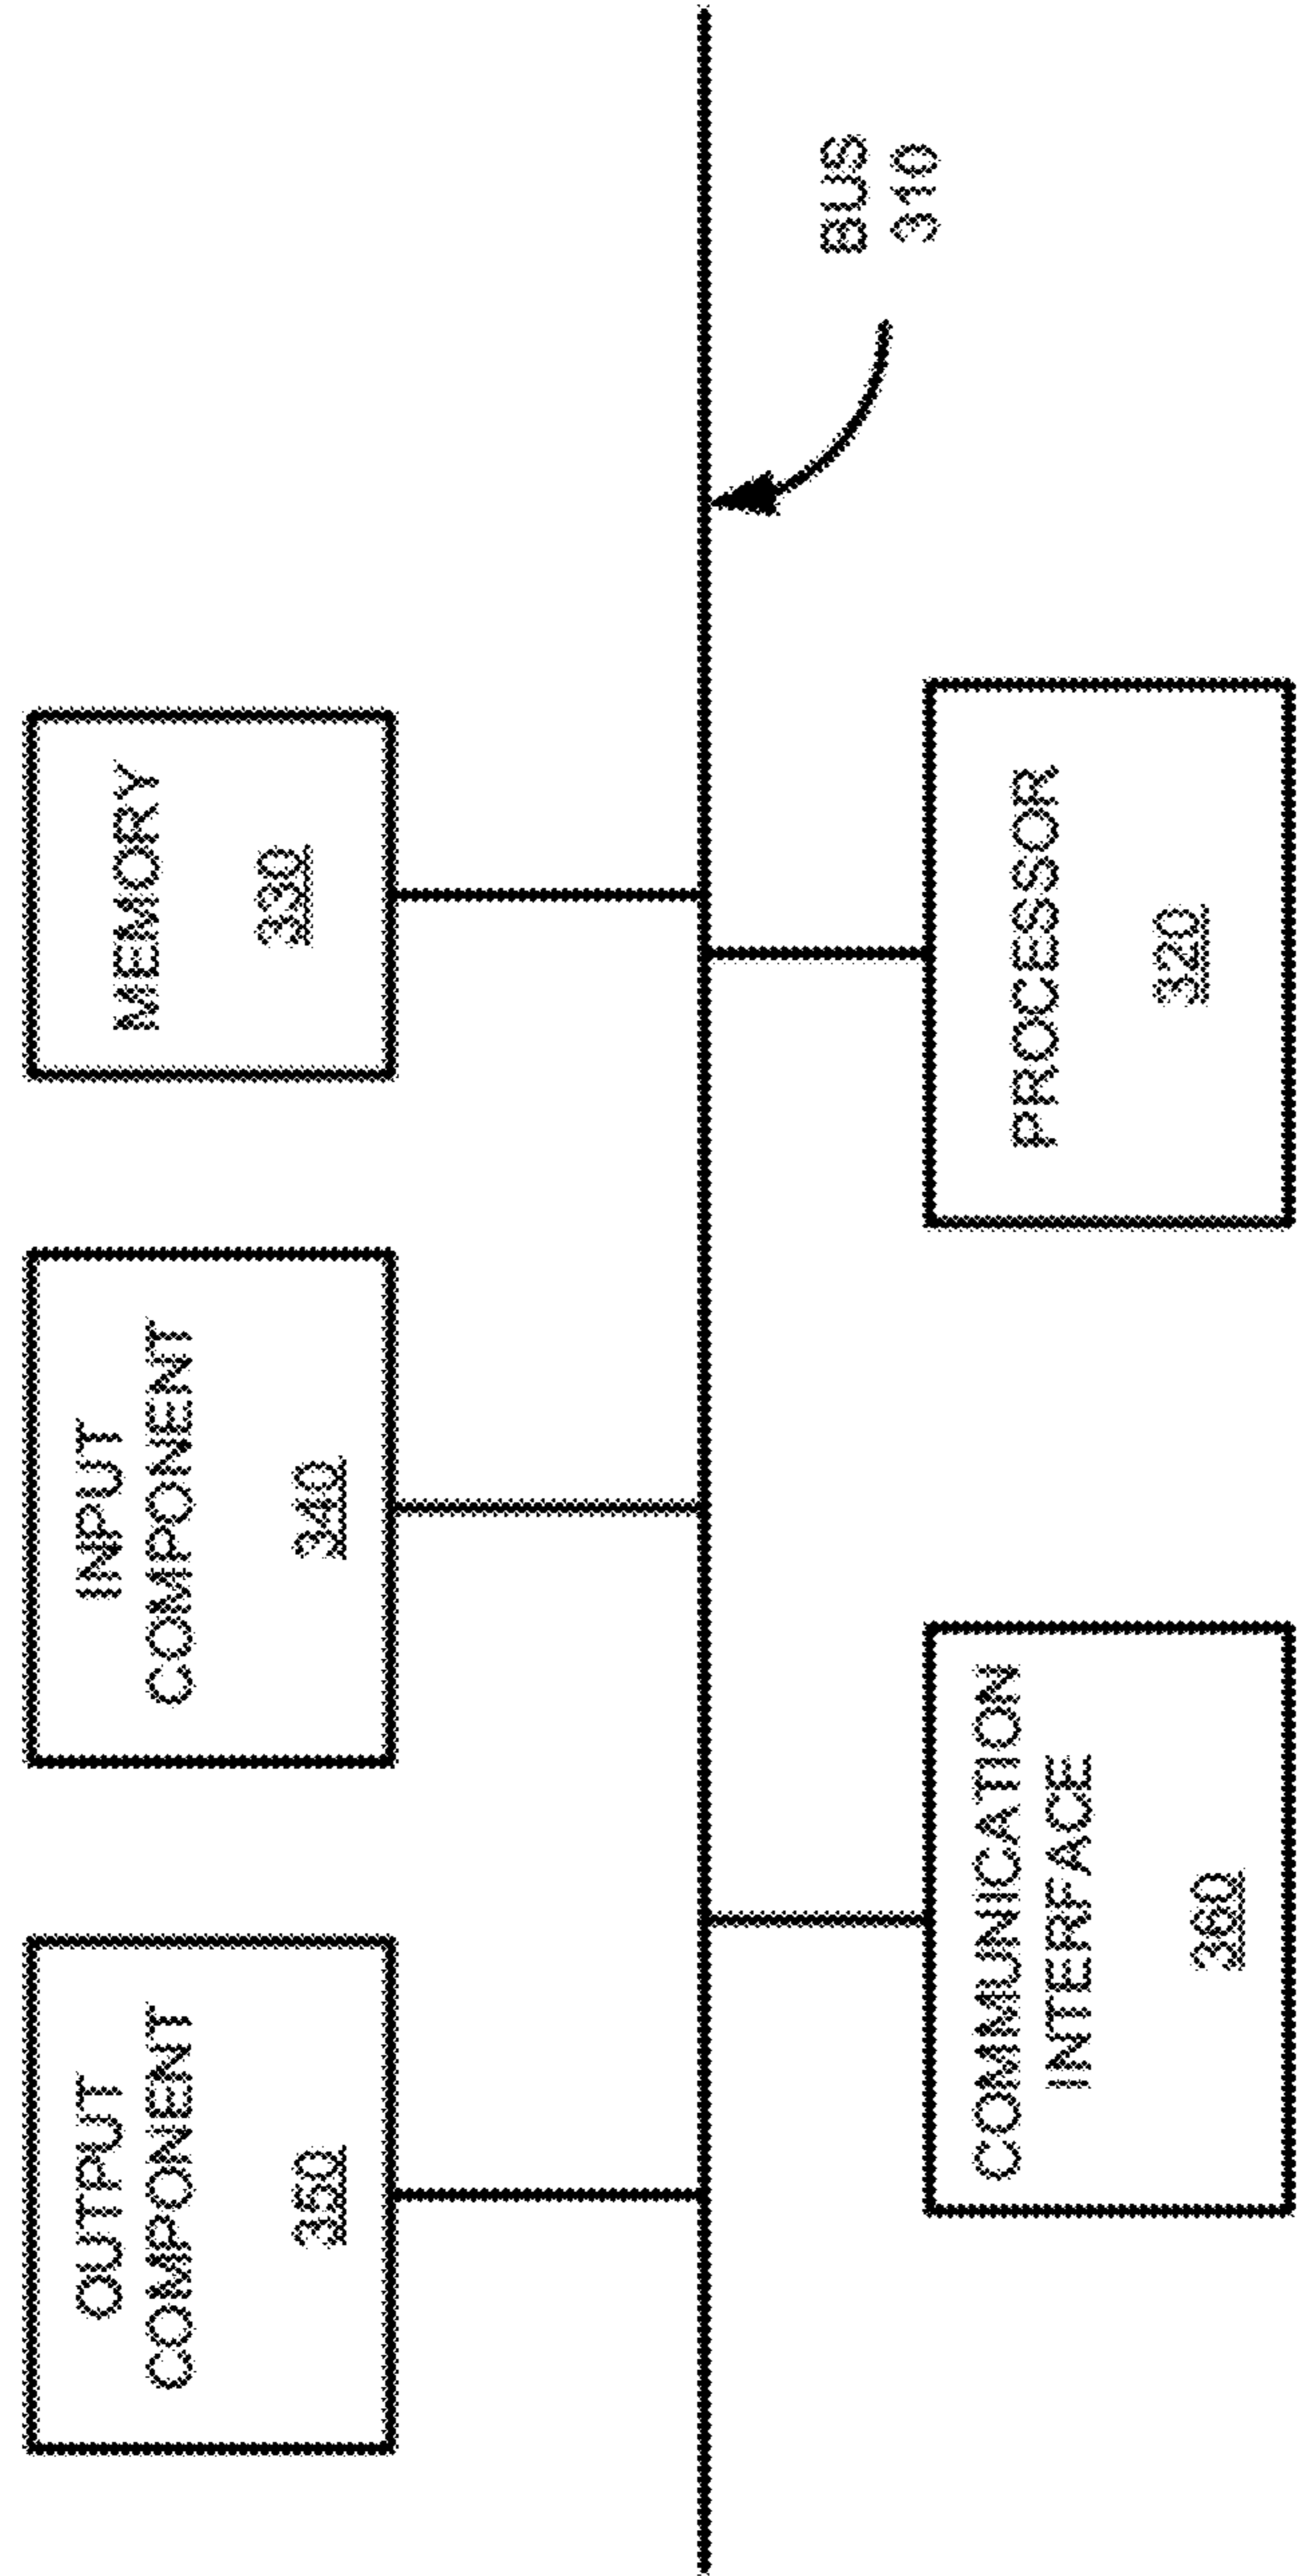 OUTPUT
COMPONENT
350
INPUT
COMPONENT
340
MEMORY
330
BUS
310
COMMUNICATION
INTERFACE
360
PROCESSOR
320